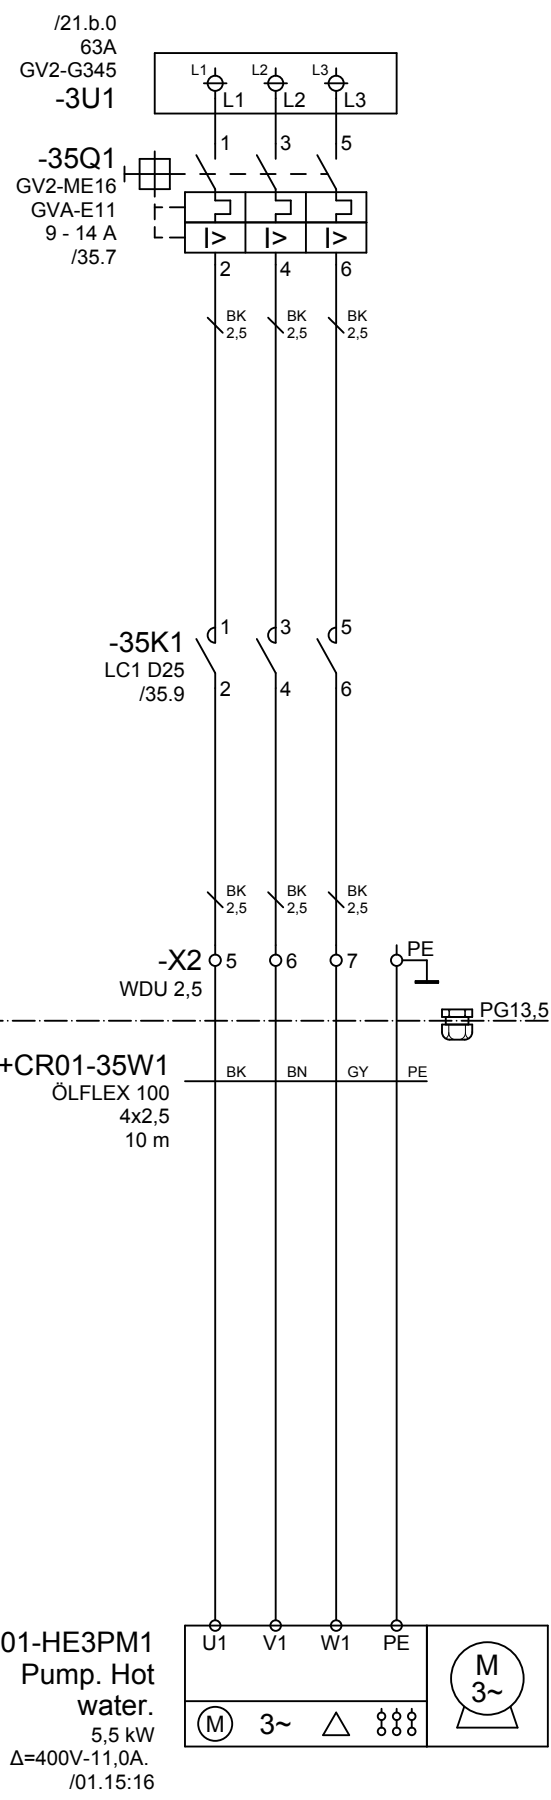 /21.b.0
63A
GV2-G345
-3U1
L1 L2 L3
L1 L2 L3
1 3 5
-35Q1
GV2-ME16
GVA-E11
9 - 14 A
/35.7
I> I> I>
2 4 6
BK BK BK
2,5 2,5 2,5
1 3 5
-35K1
LC1 D25
/35.9
2 4 6
BK BK BK
2,5 2,5 2,5
-X2 5 6 7 PE
WDU 2,5
PG13,5
+CR01-35W1
ÖLFLEX 100
4x2,5
10 m
BK BN GY PE
01-HE3PM1
Pump. Hot
water.
5,5 kW
Δ=400V-11,0A.
/01.15:16
U1 V1 W1 PE
M 3~
M
3~